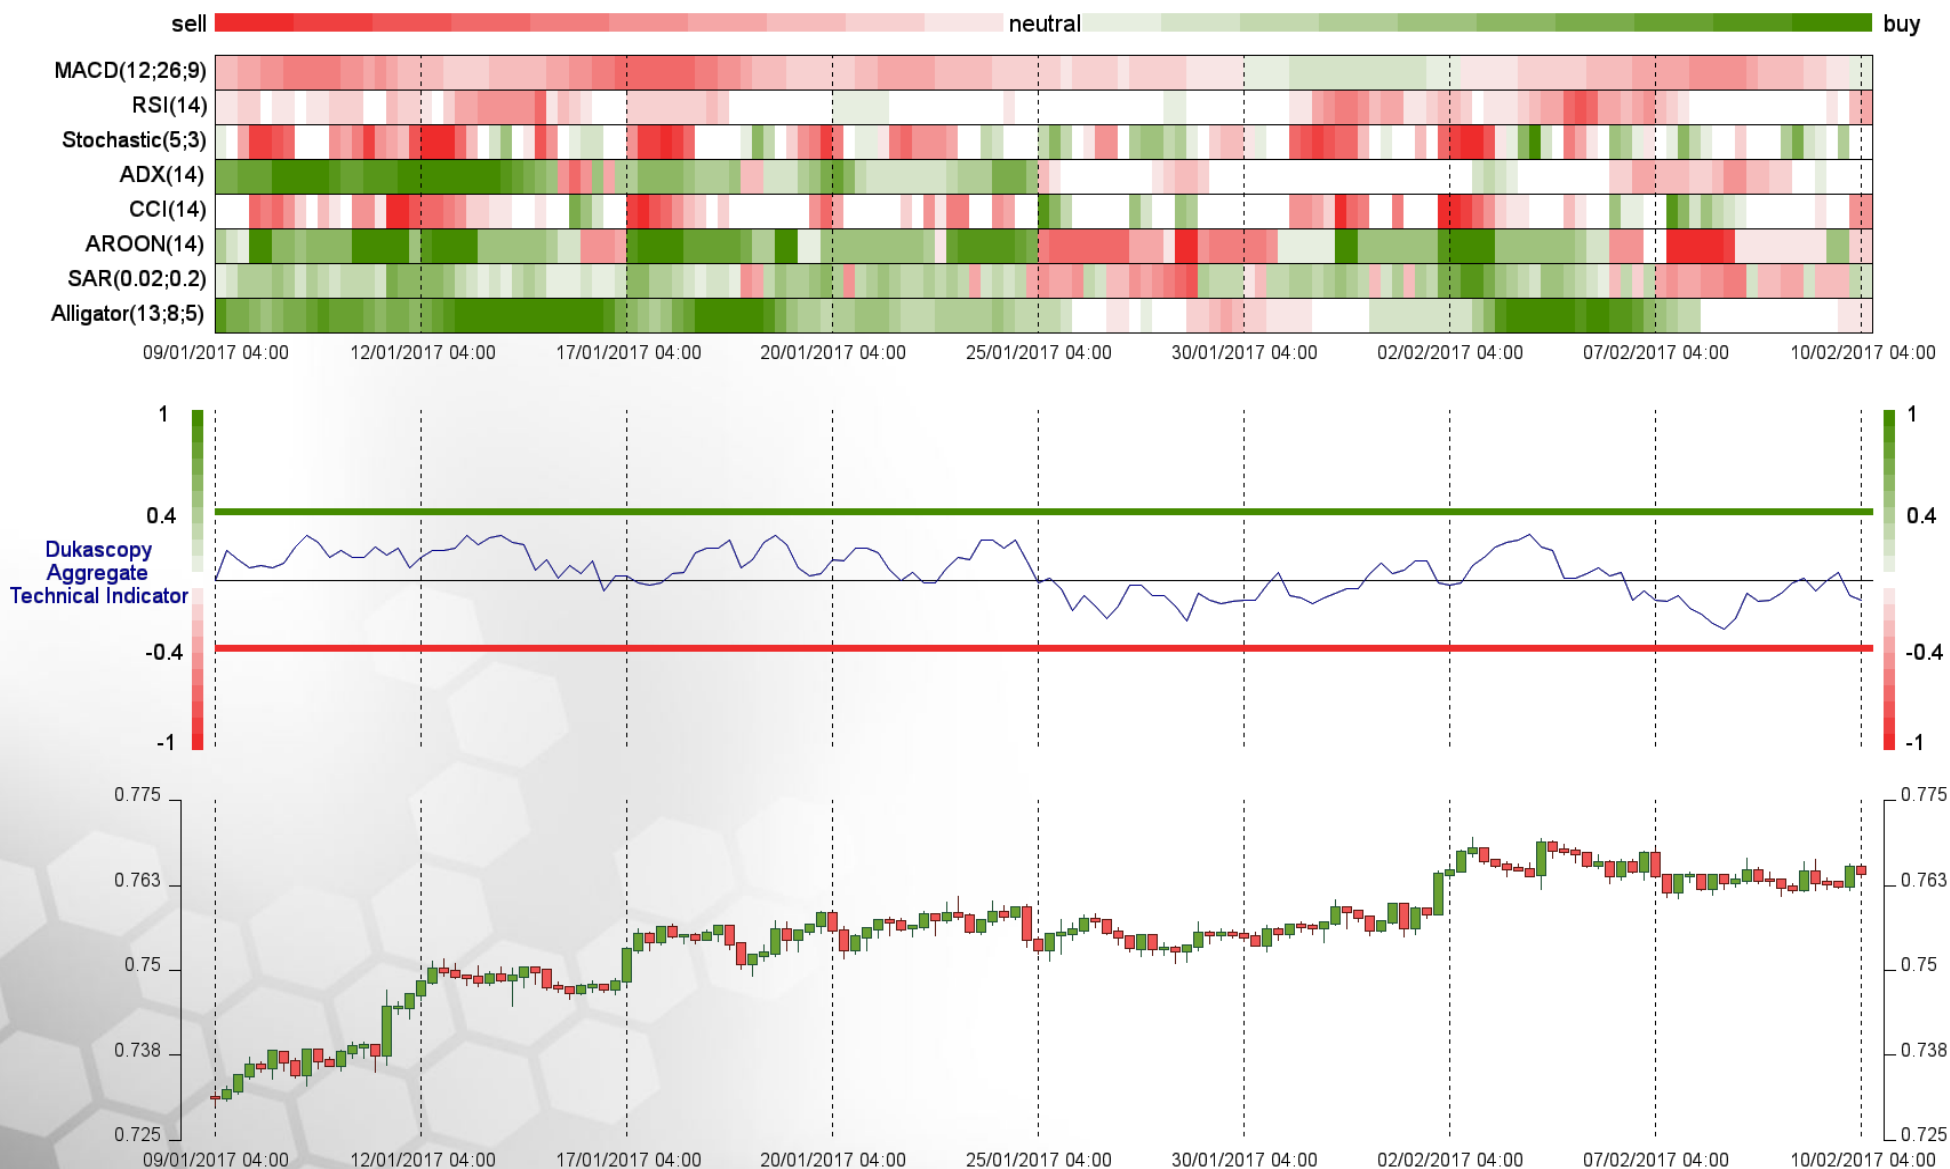 sell neutral buy
MACD(12;26;9)
RSI(14)
Stochastic(5;3)
ADX(14)
CCI(14)
AROON(14)
SAR(0.02;0.2)
Alligator(13;8;5)
09/01/2017 04:00 12/01/2017 04:00 17/01/2017 04:00 20/01/2017 04:00 25/01/2017 04:00 30/01/2017 04:00 02/02/2017 04:00 07/02/2017 04:00 10/02/2017 04:00
1 1
0.4 0.4
Dukascopy
Aggregate
Technical Indicator
-0.4 -0.4
-1 -1
0.775 0.775
0.763 0.763
0.75 0.75
0.738 0.738
0.725 0.725
09/01/2017 04:00 12/01/2017 04:00 17/01/2017 04:00 20/01/2017 04:00 25/01/2017 04:00 30/01/2017 04:00 02/02/2017 04:00 07/02/2017 04:00 10/02/2017 04:00